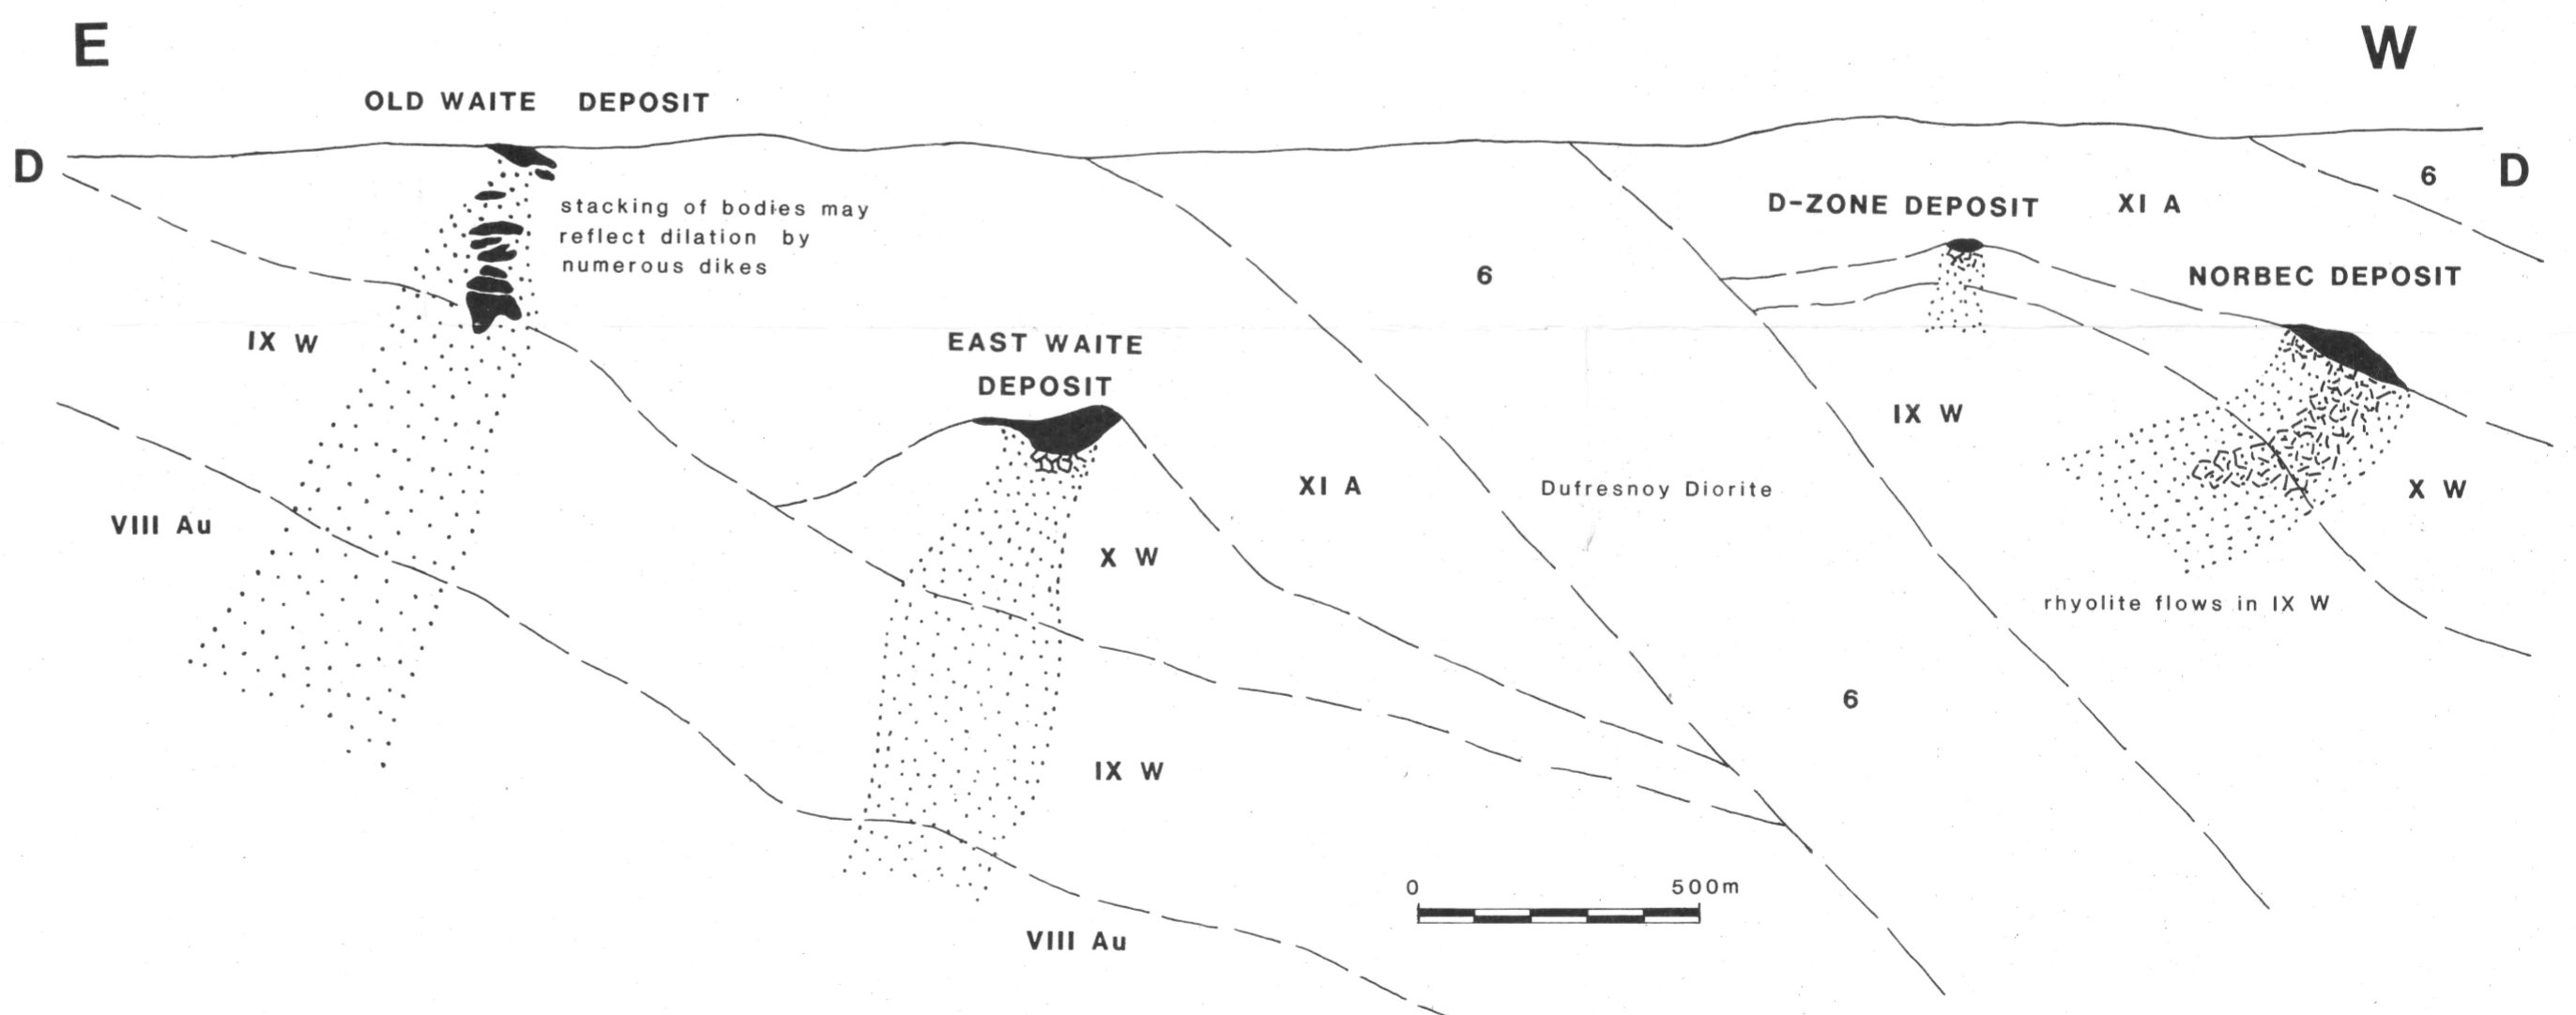 E
W
OLD WAITE DEPOSIT
D
D
stacking of bodies may
reflect dilation by
numerous dikes
D-ZONE DEPOSIT
XI A
6
6
NORBEC DEPOSIT
IX W
EAST WAITE
DEPOSIT
IX W
XI A
Dufresnoy Diorite
X W
VIII Au
X W
rhyolite flows in IX W
6
IX W
0 500m
VIII Au